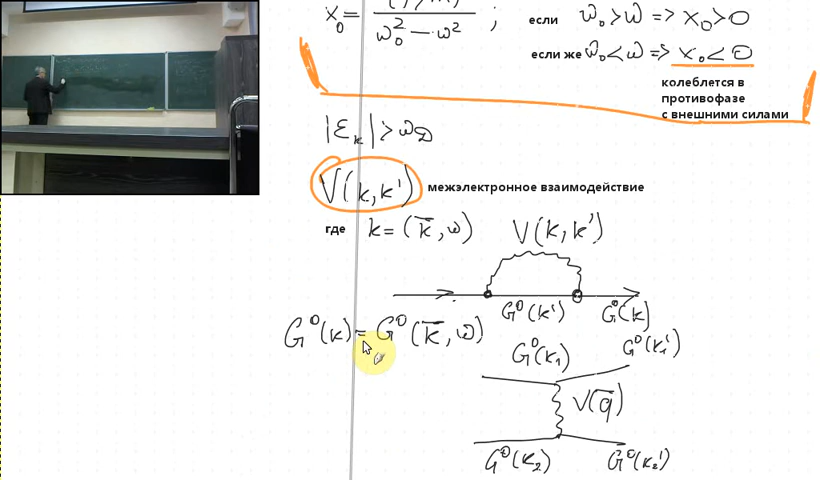 x₀ = ――― / ω₀² − ω² ; если ω₀ > ω => x₀ > 0
если же ω₀ < ω => x₀ < 0
колеблется в
противофазе
с внешними силами
|ε_k| > ω_D
V(k, k') межэлектронное взаимодействие
где k = (k̅, ω) V(k, k')
G⁰(k') G⁰(k)
G⁰(k) = G⁰(k̅, ω)
G⁰(k₁) G⁰(k₁')
V(q̅)
G⁰(k₂) G⁰(k₂')